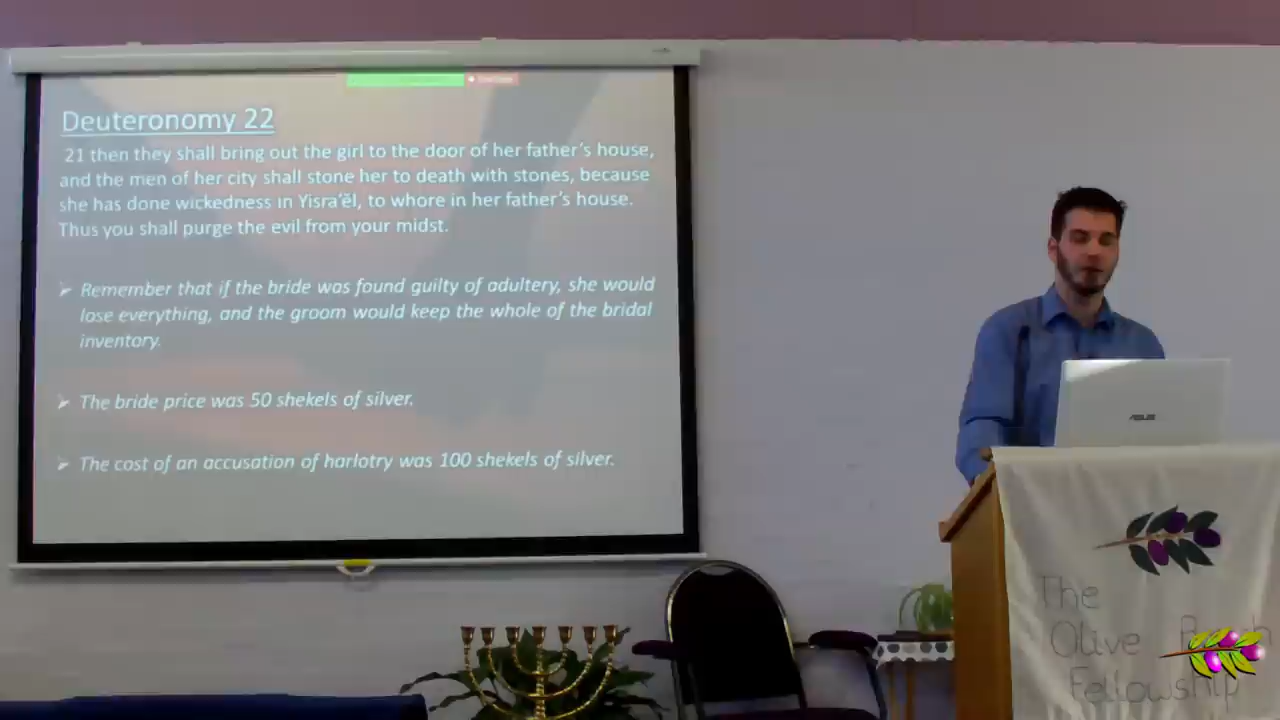 Deuteronomy 22
21 then they shall bring out the girl to the door of her father's house,
and the men of her city shall stone her to death with stones, because
she has done wickedness in Yisra'ĕl, to whore in her father's house.
Thus you shall purge the evil from your midst.
➢ Remember that if the bride was found guilty of adultery, she would
lose everything, and the groom would keep the whole of the bridal
inventory.
➢ The bride price was 50 shekels of silver.
➢ The cost of an accusation of harlotry was 100 shekels of silver.
ASUS
The
Olive
Fellowship